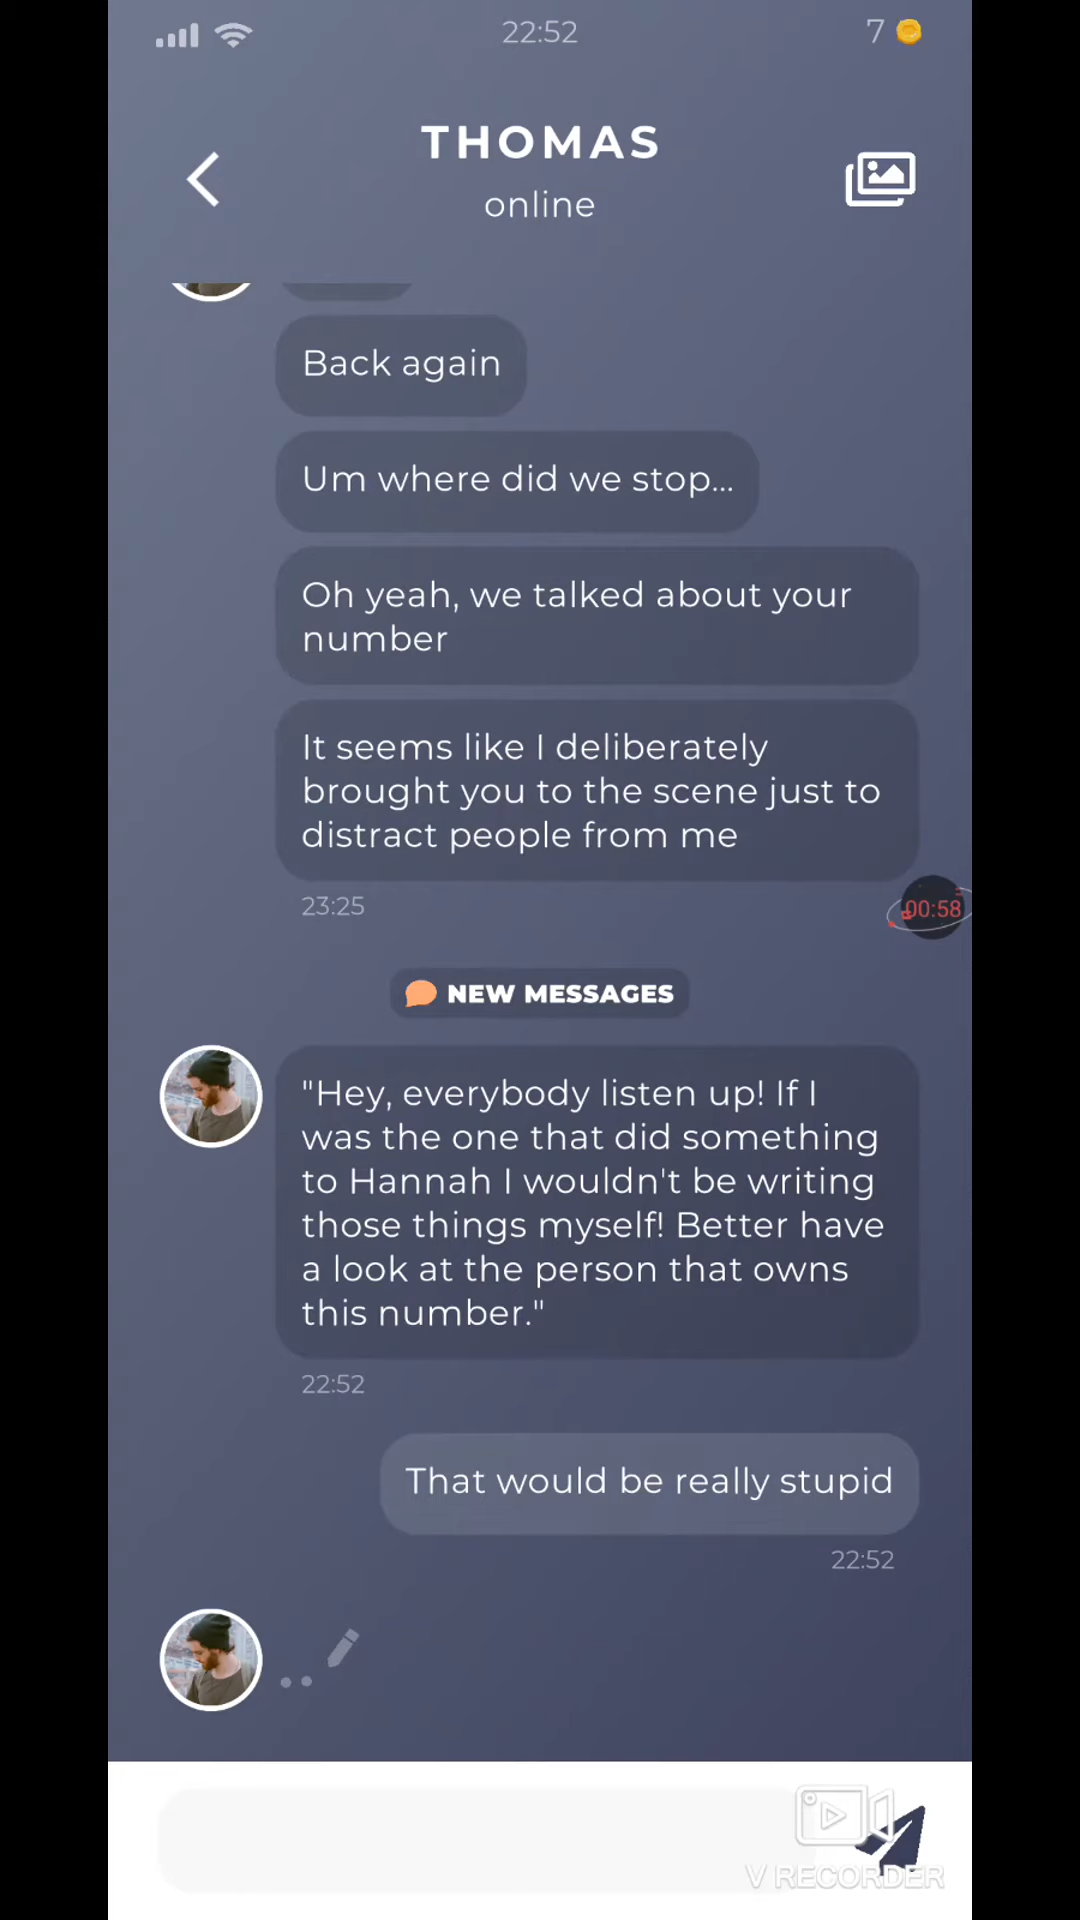 22:52
7
THOMAS
online
Back again
Um where did we stop...
Oh yeah, we talked about your
number
It seems like I deliberately
brought you to the scene just to
distract people from me
23:25
00:58
NEW MESSAGES
"Hey, everybody listen up! If I
was the one that did something
to Hannah I wouldn't be writing
those things myself! Better have
a look at the person that owns
this number."
22:52
That would be really stupid
22:52
V RECORDER